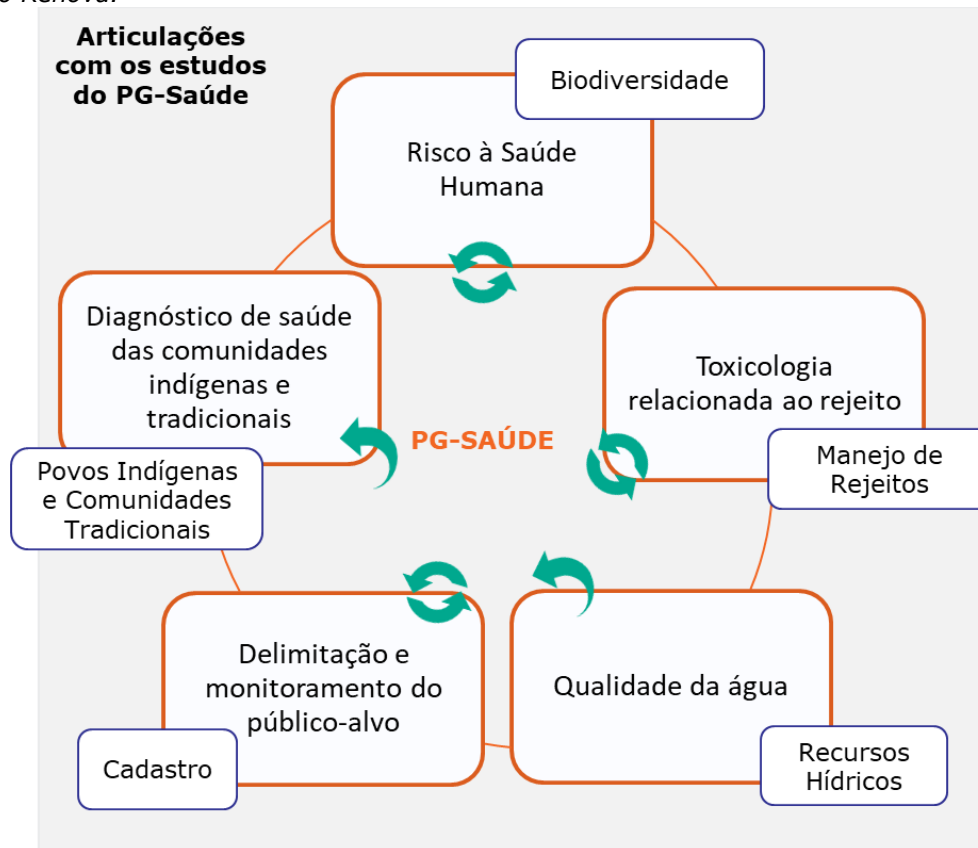 o Renova.
Articulações
com os estudos
do PG-Saúde
Biodiversidade
Risco à Saúde
Humana
Diagnóstico de saúde
das comunidades
indígenas e
tradicionais
Povos Indígenas
e Comunidades
Tradicionais
PG-SAÚDE
Toxicologia
relacionada ao rejeito
Manejo de
Rejeitos
Delimitação e
monitoramento do
público-alvo
Cadastro
Qualidade da água
Recursos
Hídricos